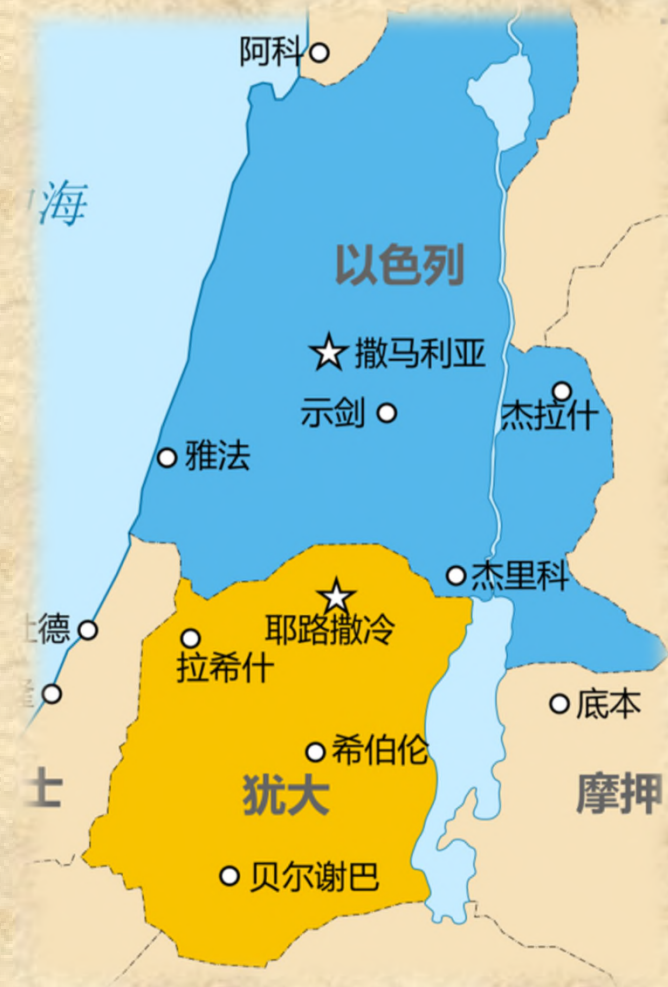 阿科
海
以色列
撒马利亚
示剑
杰拉什
雅法
杰里科
耶路撒冷
德
拉希什
底本
希伯伦
士
犹大
摩押
贝尔谢巴